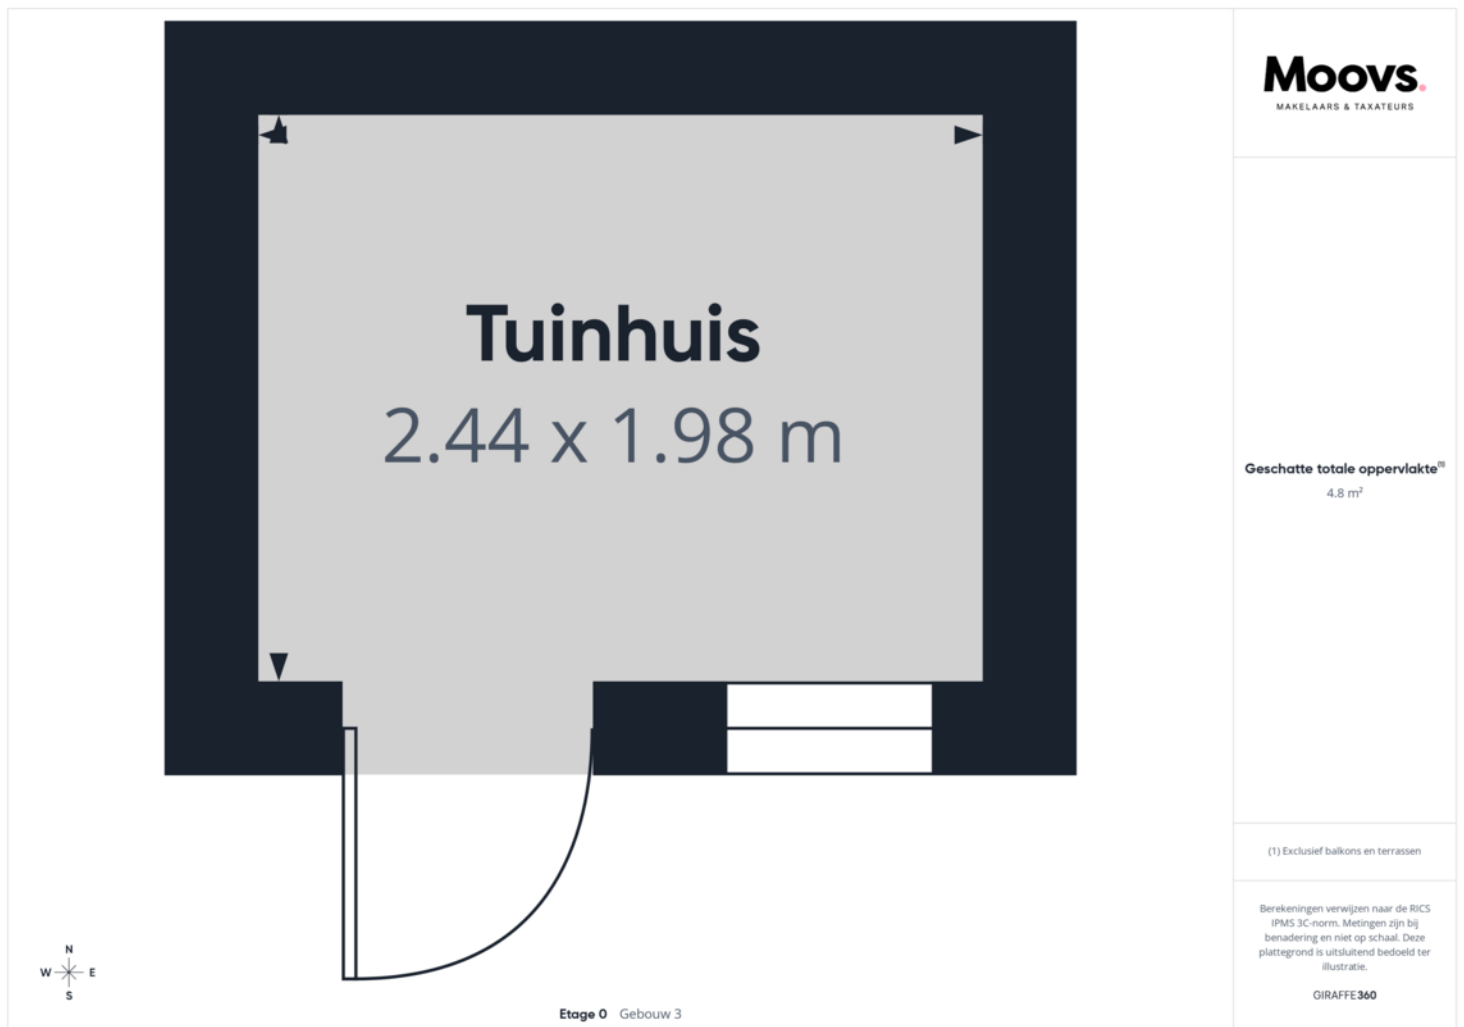 Moovs.
MAKELAARS & TAXATEURS
Tuinhuis
2.44 x 1.98 m
Geschatte totale oppervlakte(1)
4.8 m²
(1) Exclusief balkons en terrassen
Berekeningen verwijzen naar de RICS
IPMS 3C-norm. Metingen zijn bij
benadering en niet op schaal. Deze
plattegrond is uitsluitend bedoeld ter
illustratie.
GIRAFFE360
N
W E
S
Etage 0 Gebouw 3